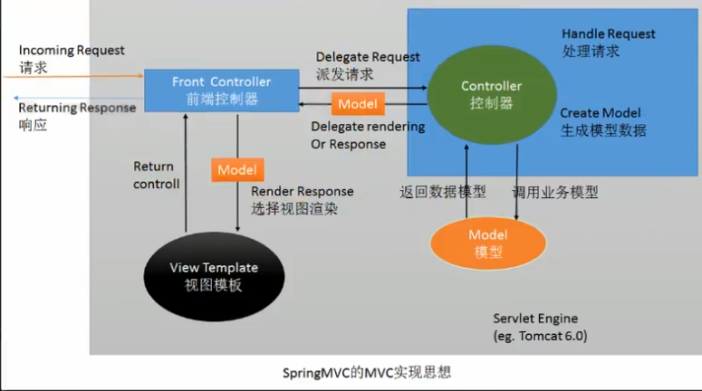 Incoming Request
请求
Returning Response
响应
Front Controller
前端控制器
Delegate Request
派发请求
Model
Delegate rendering
Or Response
Controller
控制器
Handle Request
处理请求
Create Model
生成模型数据
Return
controll
Model
Render Response
选择视图渲染
返回数据模型
调用业务模型
Model
模型
View Template
视图模板
Servlet Engine
(eg. Tomcat 6.0)
SpringMVC的MVC实现思想